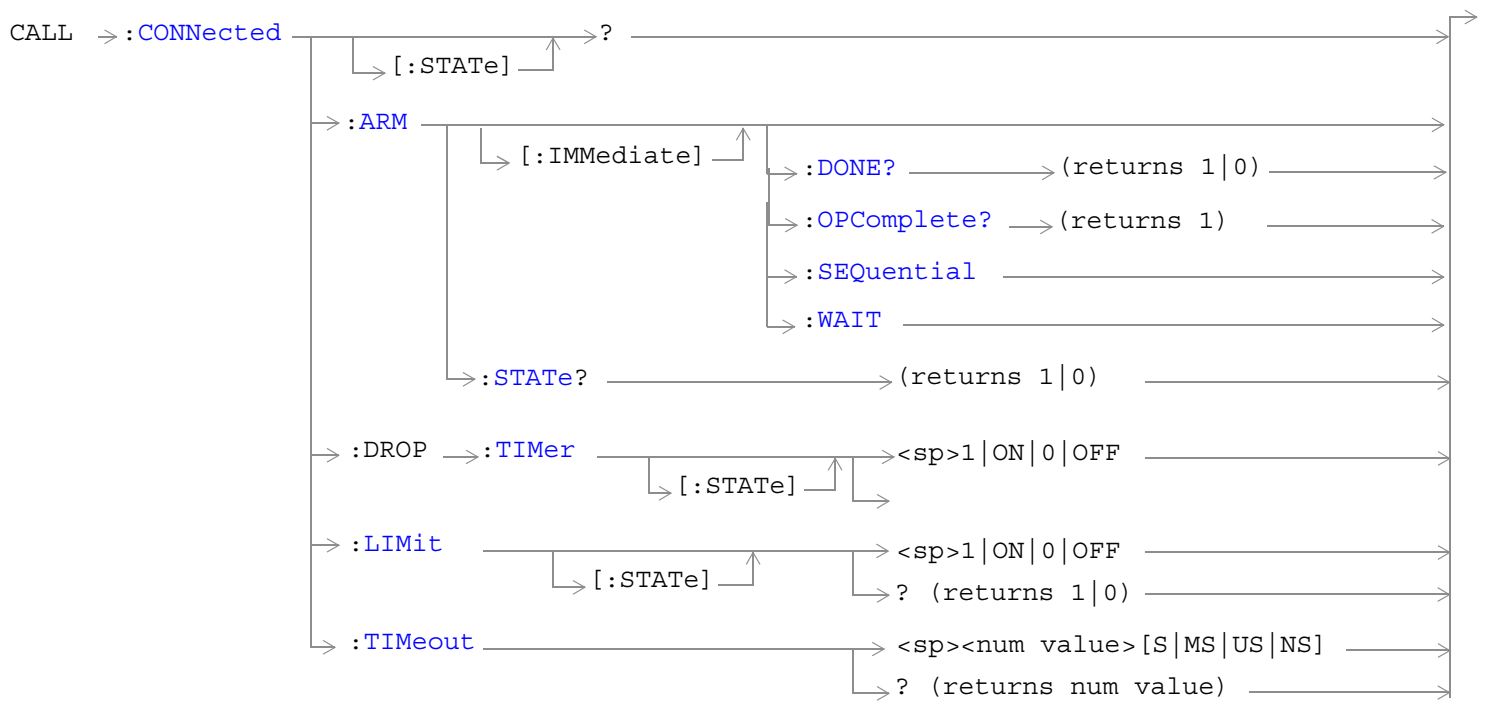 CALL :CONNected ?
[:STATe]
:ARM
[:IMMediate]
:DONE? (returns 1|0)
:OPComplete? (returns 1)
:SEQuential
:WAIT
:STATe? (returns 1|0)
:DROP :TIMer <sp>1|ON|0|OFF
[:STATe]
:LIMit <sp>1|ON|0|OFF
[:STATe]
? (returns 1|0)
:TIMeout <sp><num value>[S|MS|US|NS]
? (returns num value)